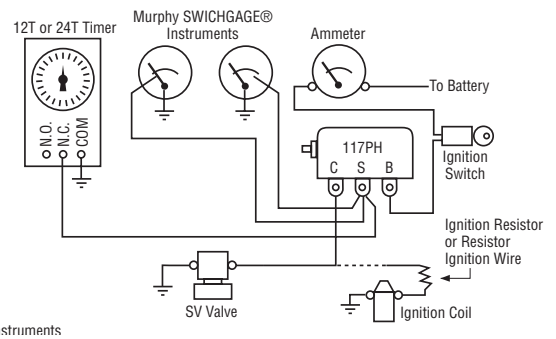 Murphy SWICHGAGE®
Instruments
12T or 24T Timer
Ammeter
To Battery
N.O.
N.C.
COM
117PH
C S B
Ignition
Switch
Ignition Resistor
or Resistor
Ignition Wire
SV Valve
Ignition Coil
nstruments